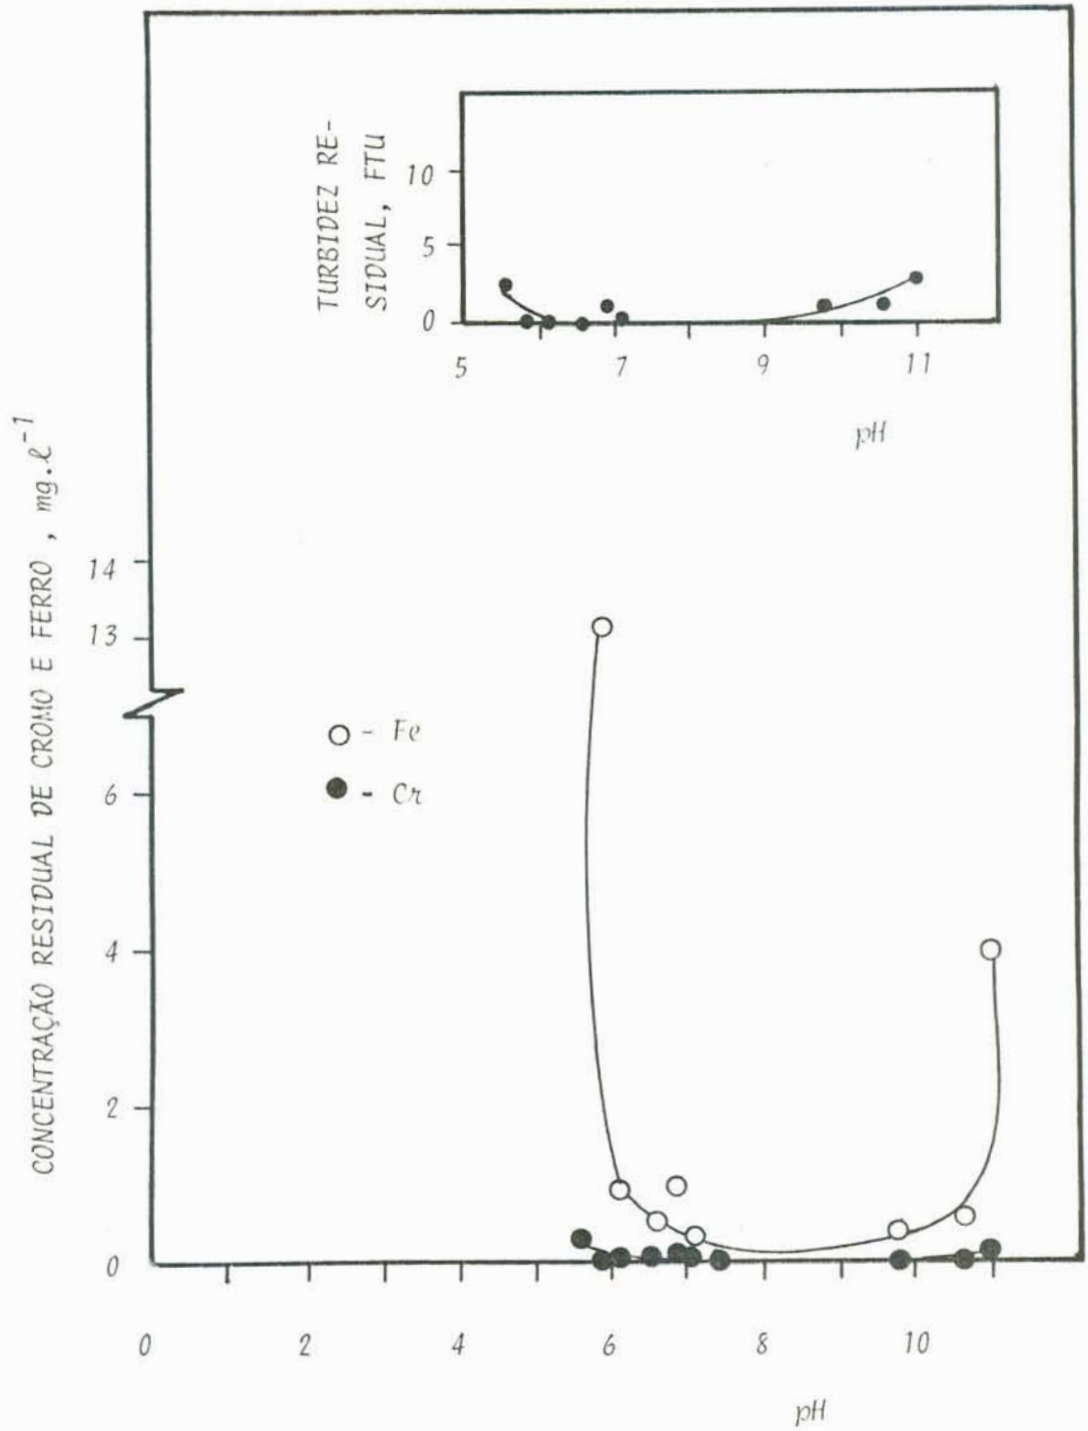 TURBIDEZ RE-
SIDUAL, FTU
10
5
0
5 7 9 11
pH
CONCENTRAÇÃO RESIDUAL DE CROMO E FERRO , mg.ℓ⁻¹
14
13
6
4
2
0
O - Fe
● - Cr
0 2 4 6 8 10
pH